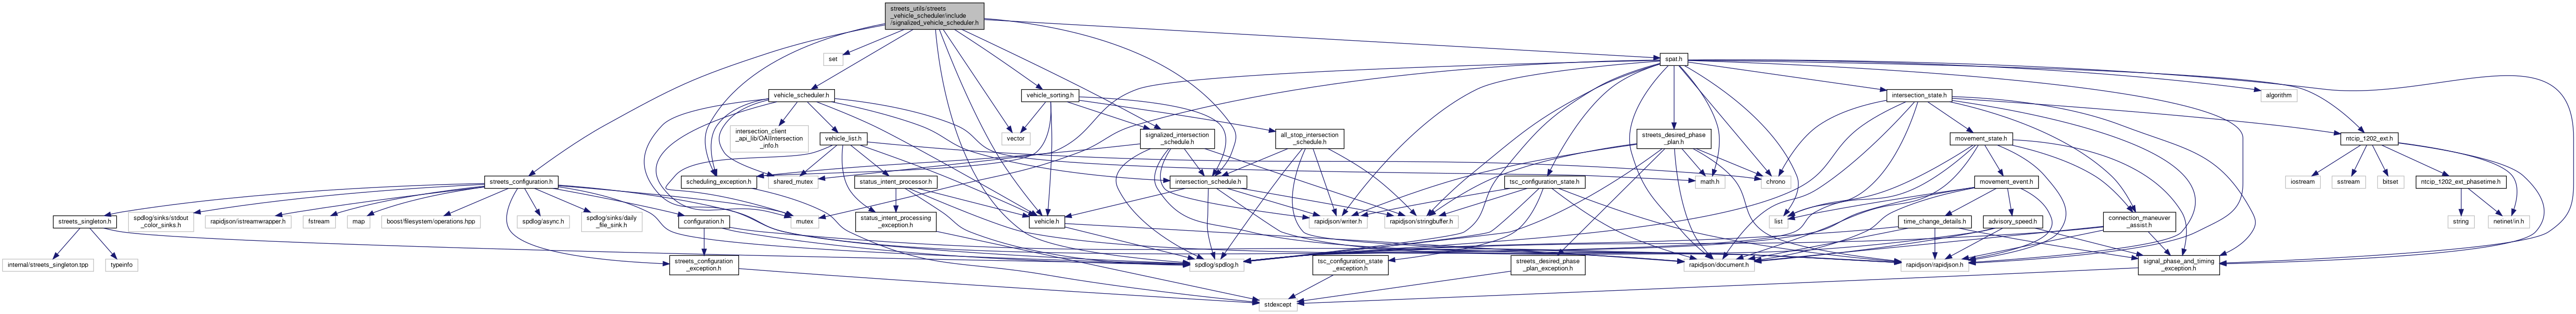 streets_utils/streets
_vehicle_scheduler/include
/signalized_vehicle_scheduler.h
set
spat.h
vehicle_scheduler.h
vehicle_sorting.h
intersection_state.h
algorithm
intersection_client
_api_lib/OAIIntersection
_info.h
vehicle_list.h
vector
signalized_intersection
_schedule.h
all_stop_intersection
_schedule.h
streets_desired_phase
_plan.h
movement_state.h
ntcip_1202_ext.h
streets_configuration.h
scheduling_exception.h
shared_mutex
status_intent_processor.h
math.h
intersection_schedule.h
tsc_configuration_state.h
chrono
movement_event.h
iostream
sstream
bitset
ntcip_1202_ext_phasetime.h
streets_singleton.h
spdlog/sinks/stdout
_color_sinks.h
rapidjson/istreamwrapper.h
fstream
map
boost/filesystem/operations.hpp
spdlog/async.h
spdlog/sinks/daily
_file_sink.h
configuration.h
mutex
status_intent_processing
_exception.h
vehicle.h
rapidjson/writer.h
rapidjson/stringbuffer.h
list
time_change_details.h
advisory_speed.h
connection_maneuver
_assist.h
string
netinet/in.h
internal/streets_singleton.tpp
typeinfo
streets_configuration
_exception.h
spdlog/spdlog.h
tsc_configuration_state
_exception.h
streets_desired_phase
_plan_exception.h
rapidjson/document.h
rapidjson/rapidjson.h
signal_phase_and_timing
_exception.h
stdexcept